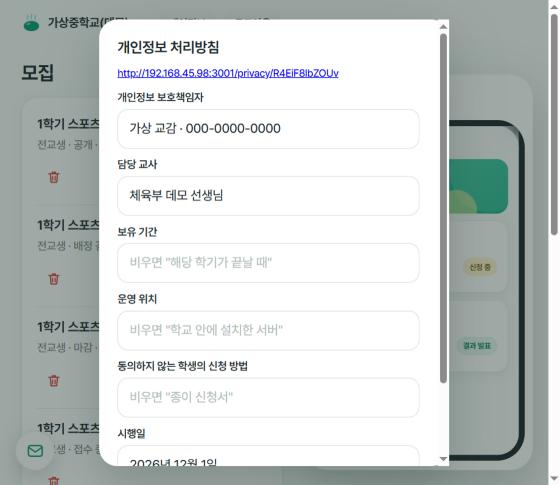 가상중학교(데모)
모집
1학기 스포츠
전교생 · 공개 ·
1학기 스포츠
전교생 · 배정
1학기 스포츠
전교생 · 마감 ·
1학기 스포츠
생 · 접수
개인정보 처리방침
http://192.168.45.98:3001/privacy/R4EiF8lbZOUv
개인정보 보호책임자
가상 교감 · 000-0000-0000
담당 교사
체육부 데모 선생님
보유 기간
비우면 "해당 학기가 끝날 때"
운영 위치
비우면 "학교 안에 설치한 서버"
동의하지 않는 학생의 신청 방법
비우면 "종이 신청서"
시행일
2026년 12월 1일
신청 중
결과 발표